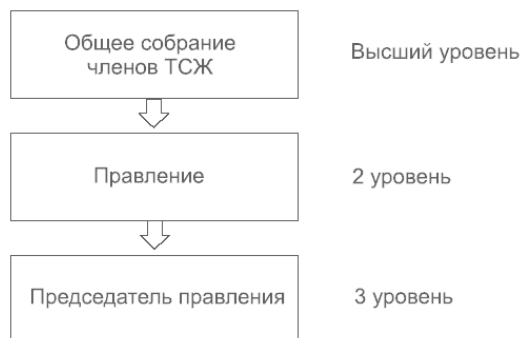 Общее собрание
членов ТСЖ
Высший уровень
Правление
2 уровень
Председатель правления
3 уровень